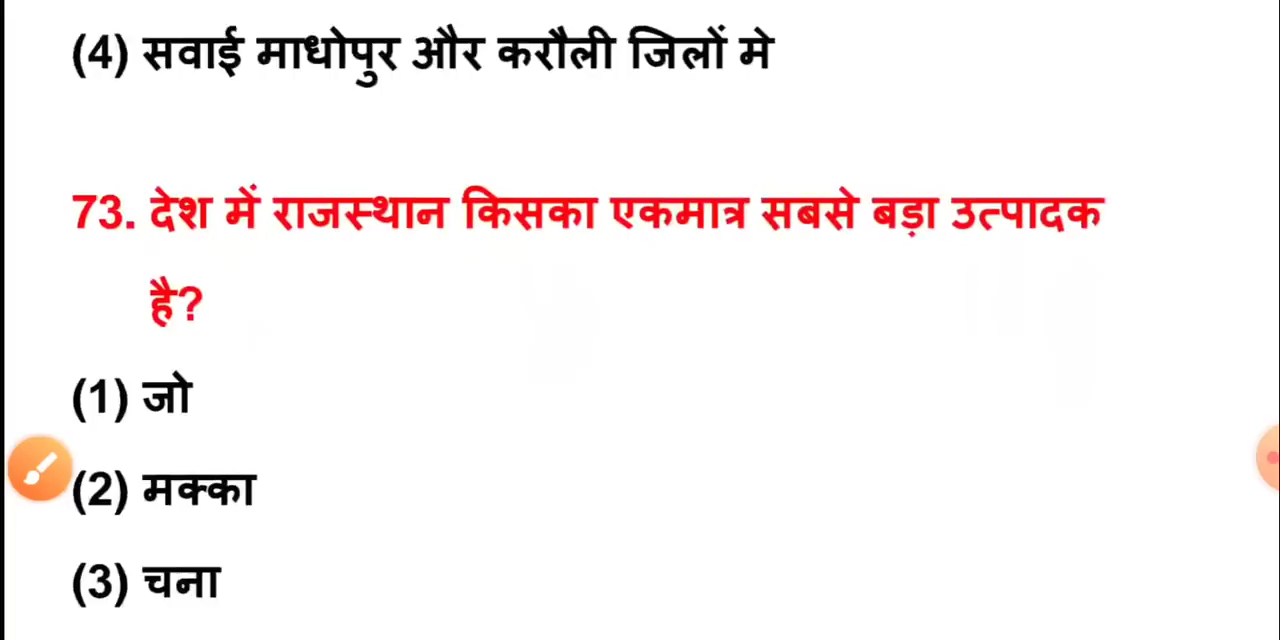 (4) सवाई माधोपुर और करौली जिलों मे
73. देश में राजस्थान किसका एकमात्र सबसे बड़ा उत्पादक
है?
(1) जो
(2) मक्का
(3) चना